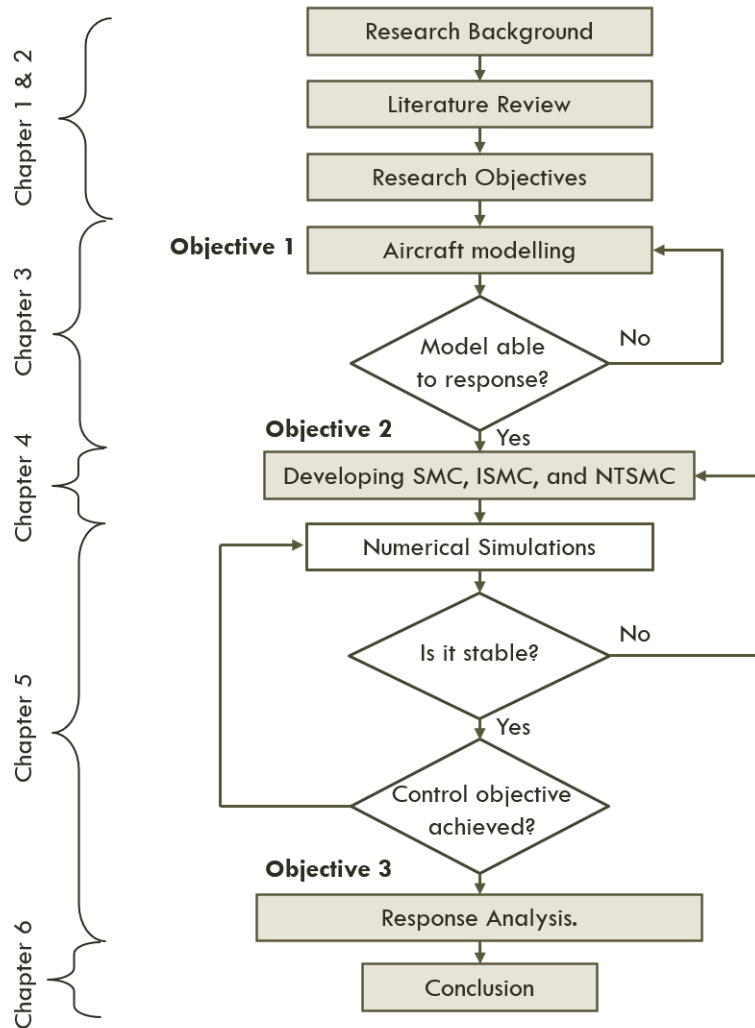 Chapter 1 & 2
Research Background
Literature Review
Research Objectives
Chapter 3
Objective 1
Aircraft modelling
Model able
to response?
No
Yes
Chapter 4
Objective 2
Developing SMC, ISMC, and NTSMC
Chapter 5
Numerical Simulations
Is it stable?
No
Yes
Control objective
achieved?
Objective 3
Response Analysis.
Chapter 6
Conclusion